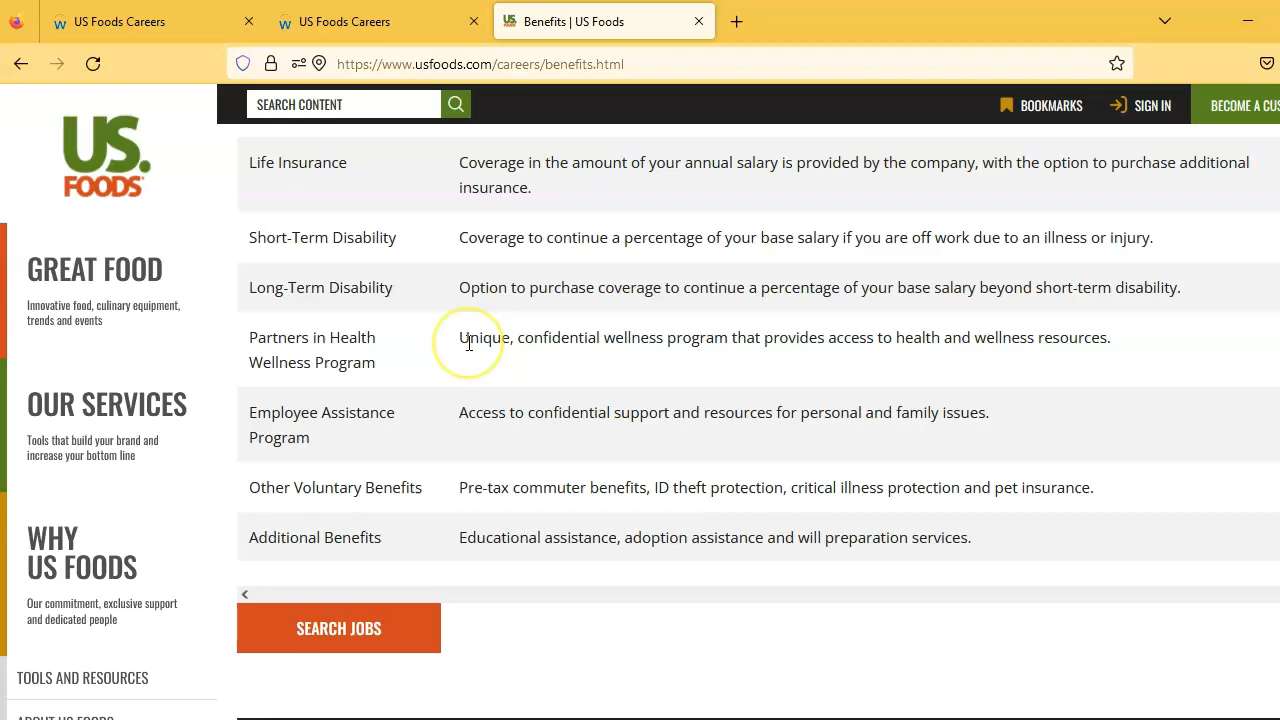 US Foods Careers
US Foods Careers
Benefits | US Foods
https://www.usfoods.com/careers/benefits.html
SEARCH CONTENT
BOOKMARKS
SIGN IN
BECOME A CUS
US.
FOODS
GREAT FOOD
Innovative food, culinary equipment,
trends and events
OUR SERVICES
Tools that build your brand and
increase your bottom line
WHY
US FOODS
Our commitment, exclusive support
and dedicated people
TOOLS AND RESOURCES
ABOUT US FOODS
Life Insurance
Coverage in the amount of your annual salary is provided by the company, with the option to purchase additional
insurance.
Short-Term Disability
Coverage to continue a percentage of your base salary if you are off work due to an illness or injury.
Long-Term Disability
Option to purchase coverage to continue a percentage of your base salary beyond short-term disability.
Partners in Health
Wellness Program
Unique, confidential wellness program that provides access to health and wellness resources.
Employee Assistance
Program
Access to confidential support and resources for personal and family issues.
Other Voluntary Benefits
Pre-tax commuter benefits, ID theft protection, critical illness protection and pet insurance.
Additional Benefits
Educational assistance, adoption assistance and will preparation services.
SEARCH JOBS